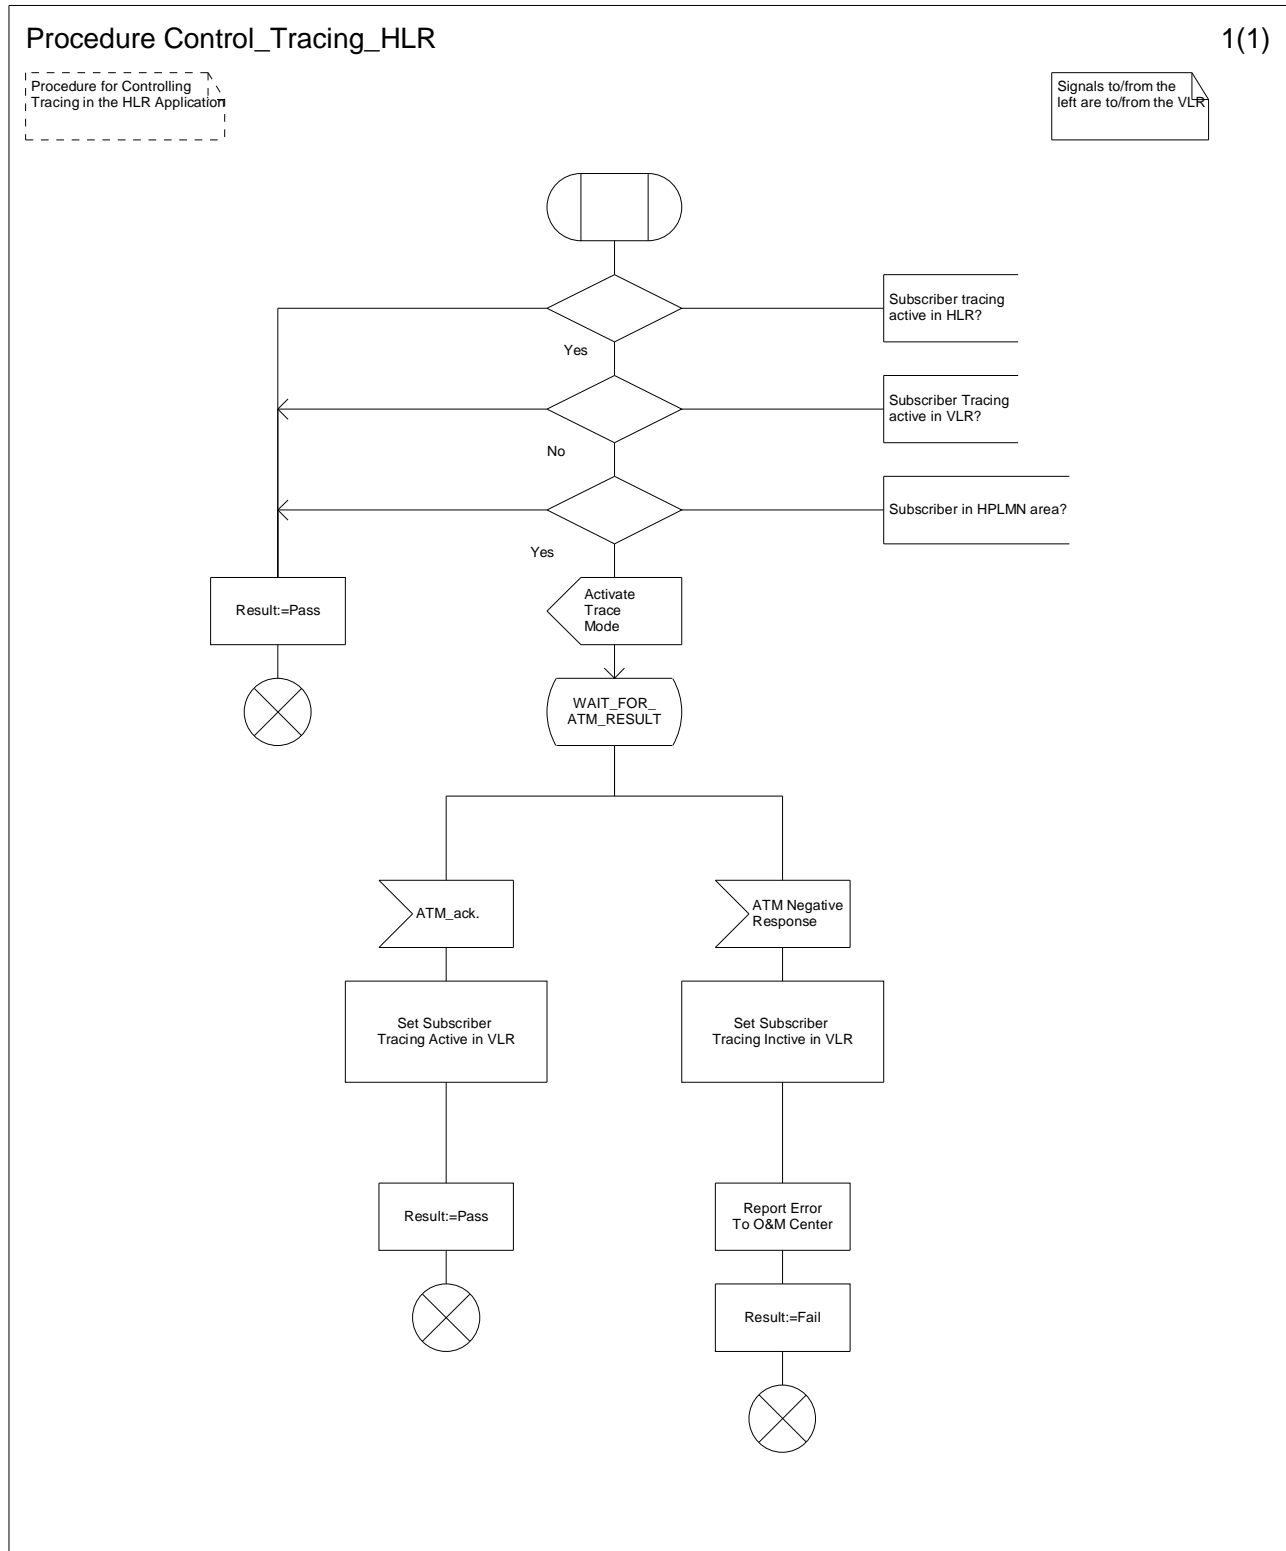 Procedure Control_Tracing_HLR
1(1)
Procedure for Controlling
Tracing in the HLR Application
Signals to/from the
left are to/from the VLR
Subscriber tracing
active in HLR?
Yes
Subscriber Tracing
active in VLR?
No
Subscriber in HPLMN area?
Yes
Result:=Pass
Activate
Trace
Mode
WAIT_FOR_
ATM_RESULT
ATM_ack.
ATM Negative
Response
Set Subscriber
Tracing Active in VLR
Set Subscriber
Tracing Inctive in VLR
Result:=Pass
Report Error
To O&M Center
Result:=Fail